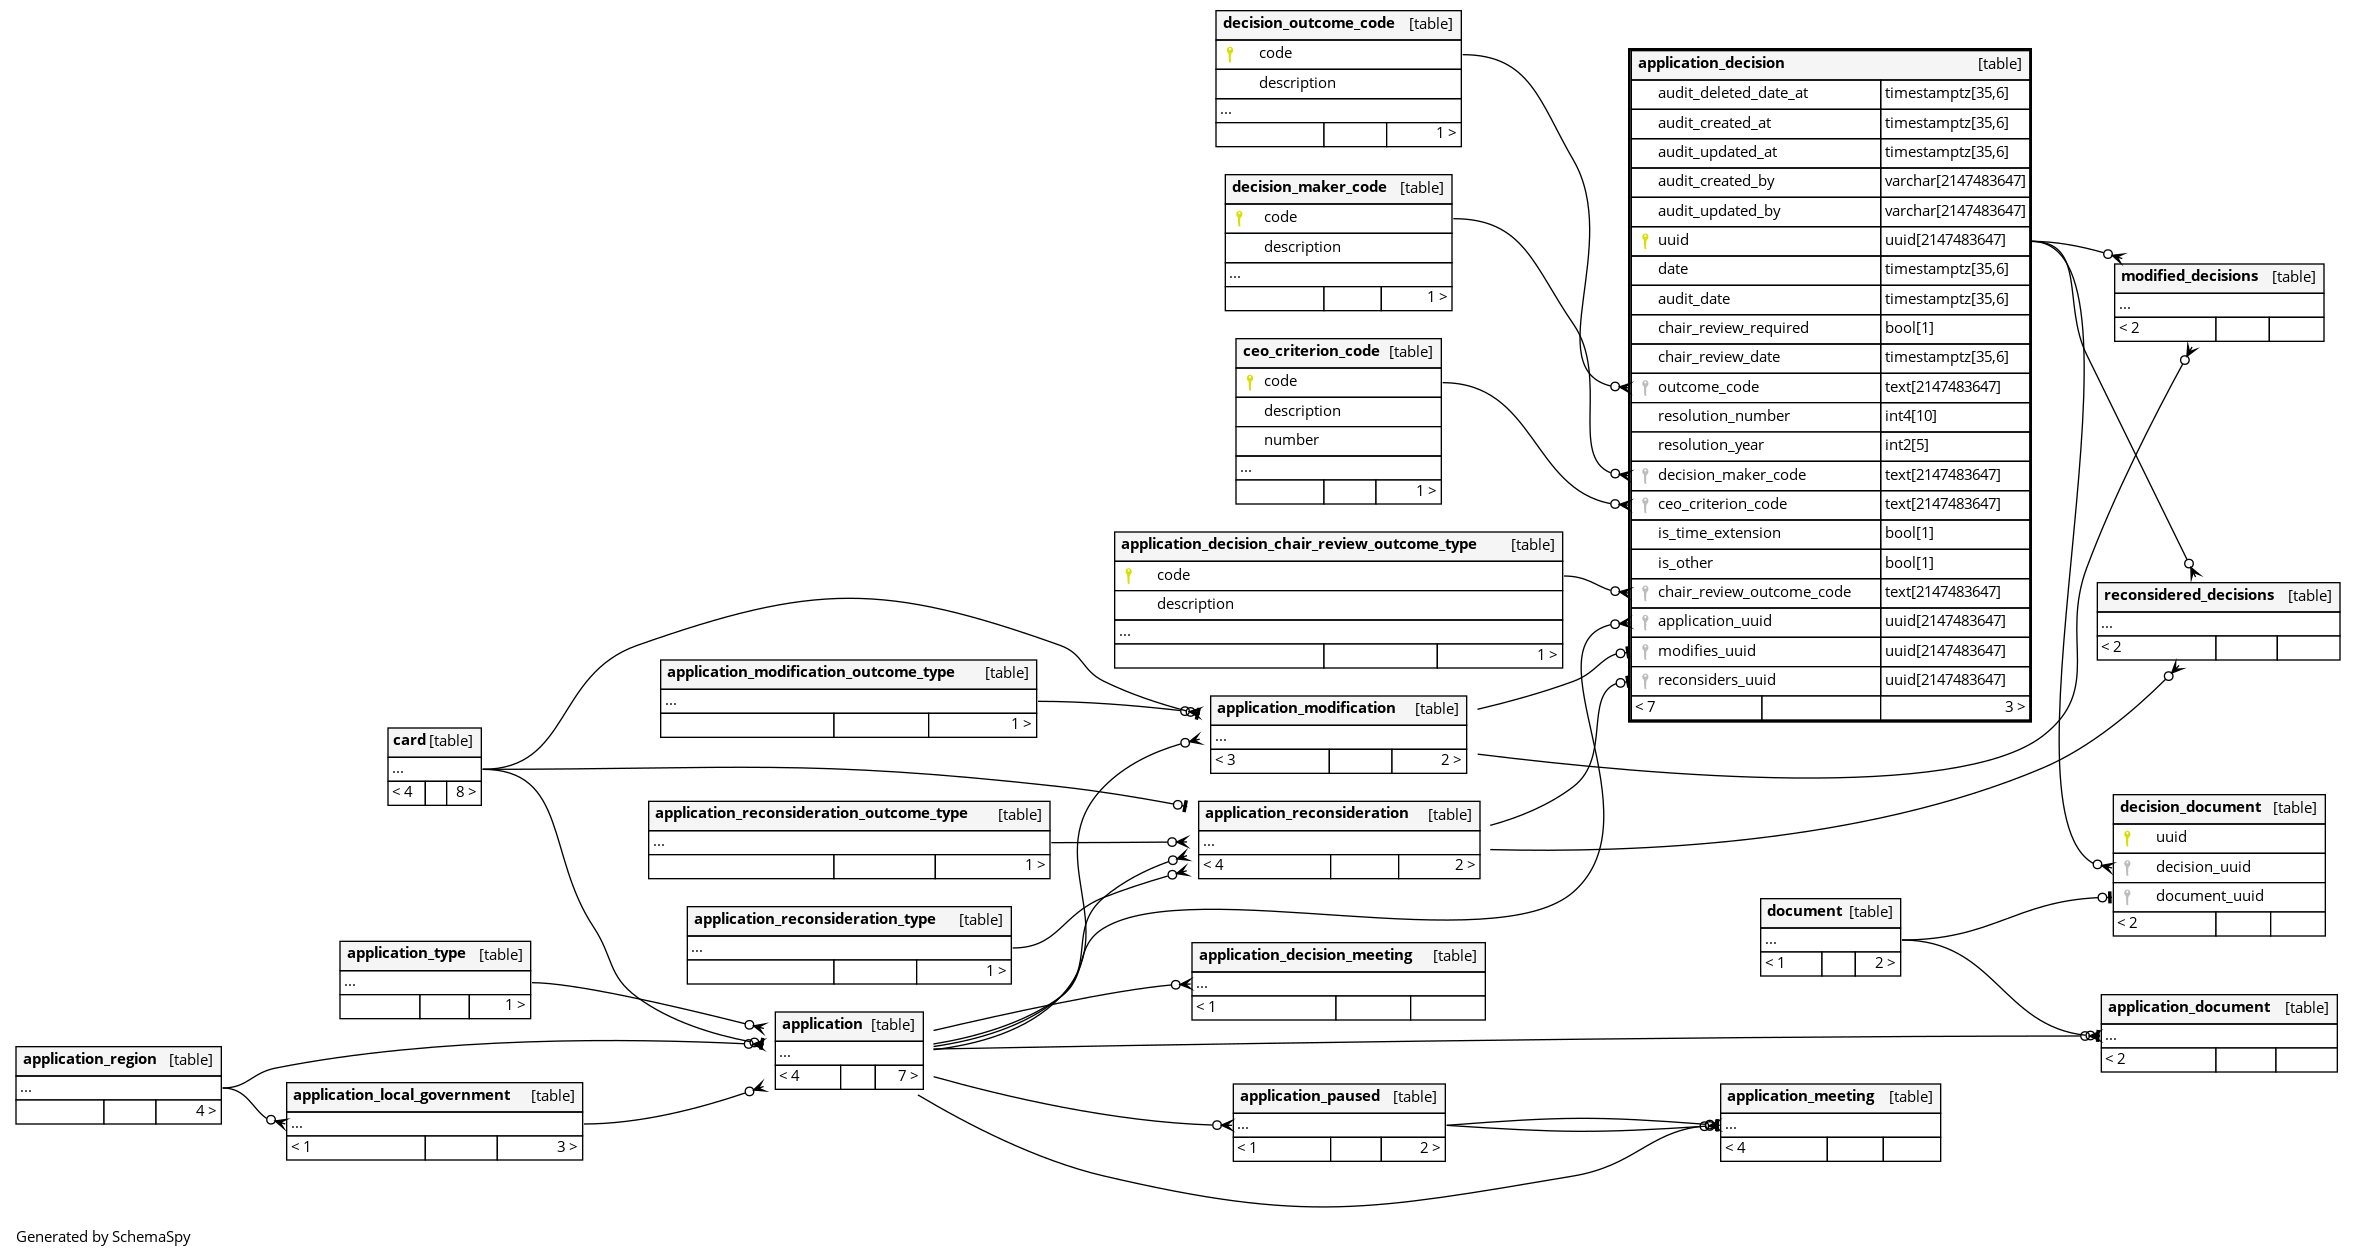 decision_outcome_code [table]
code
description
...
1 >
decision_maker_code [table]
code
description
...
1 >
ceo_criterion_code [table]
code
description
number
...
1 >
application_decision_chair_review_outcome_type [table]
code
description
...
1 >
application_decision [table]
audit_deleted_date_at timestamptz[35,6]
audit_created_at timestamptz[35,6]
audit_updated_at timestamptz[35,6]
audit_created_by varchar[2147483647]
audit_updated_by varchar[2147483647]
uuid uuid[2147483647]
date timestamptz[35,6]
audit_date timestamptz[35,6]
chair_review_required bool[1]
chair_review_date timestamptz[35,6]
outcome_code text[2147483647]
resolution_number int4[10]
resolution_year int2[5]
decision_maker_code text[2147483647]
ceo_criterion_code text[2147483647]
is_time_extension bool[1]
is_other bool[1]
chair_review_outcome_code text[2147483647]
application_uuid uuid[2147483647]
modifies_uuid uuid[2147483647]
reconsiders_uuid uuid[2147483647]
< 7 3 >
modified_decisions [table]
...
< 2
reconsidered_decisions [table]
...
< 2
application_modification_outcome_type [table]
...
1 >
application_modification [table]
...
< 3 2 >
card [table]
...
< 4 8 >
application_reconsideration_outcome_type [table]
...
1 >
application_reconsideration [table]
...
< 4 2 >
decision_document [table]
uuid
decision_uuid
document_uuid
< 2
application_reconsideration_type [table]
...
1 >
document [table]
...
< 1 2 >
application_type [table]
...
1 >
application_decision_meeting [table]
...
< 1
application_document [table]
...
< 2
application [table]
...
< 4 7 >
application_region [table]
...
4 >
application_local_government [table]
...
< 1 3 >
application_paused [table]
...
< 1 2 >
application_meeting [table]
...
< 4
Generated by SchemaSpy